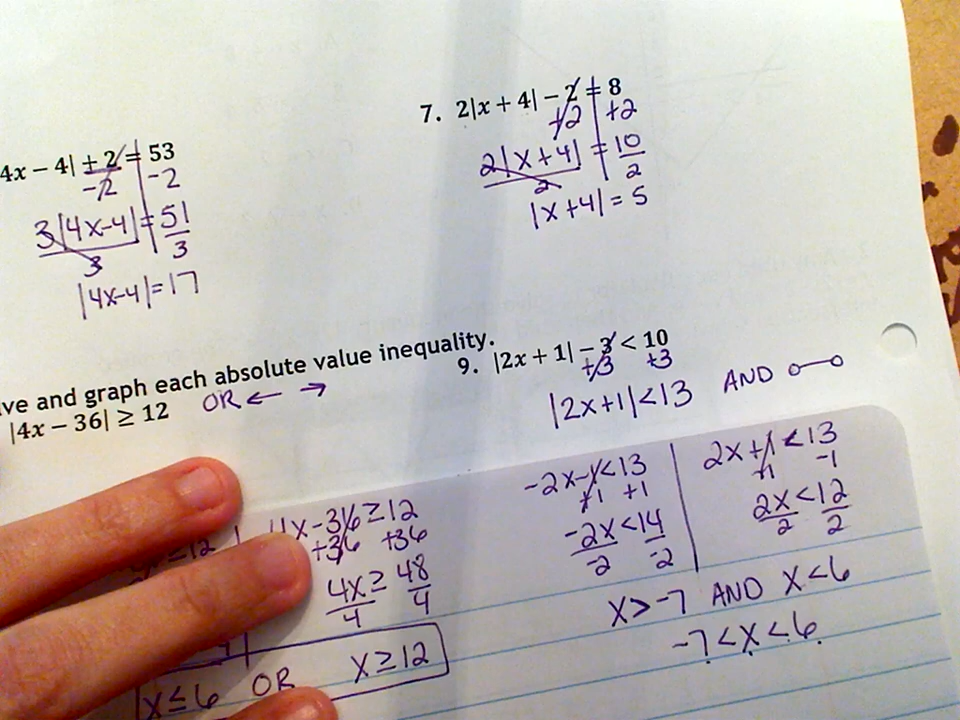 4x − 4| + 2 = 53
−2 −2
3|4x−4| = 51
3 3
|4x−4| = 17
7. 2|x + 4| − 2 = 8
+2 +2
2|x+4| = 10
2 2
|x+4| = 5
ve and graph each absolute value inequality.
|4x − 36| ≥ 12 OR ← →
4x−36 ≥ 12
+36 +36
4x ≥ 48
4 4
x ≤ 6 OR x ≥ 12
9. |2x + 1| − 3 < 10
+3 +3
|2x+1| < 13 AND
−2x−1 < 13 2x+1 < 13
+1 +1 −1 −1
−2x < 14 2x < 12
−2 −2 2 2
x > −7 AND x < 6
−7 < x < 6